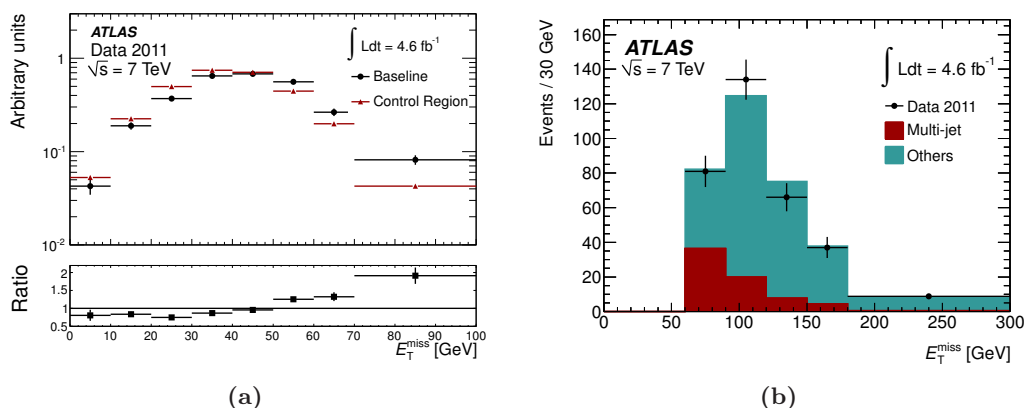 ATLAS
Data 2011
√s = 7 TeV
∫ Ldt = 4.6 fb⁻¹
Baseline
Control Region
Arbitrary units
1
10⁻¹
10⁻²
Ratio
2
1.5
1
0.5
0 10 20 30 40 50 60 70 80 90 100
E_T^miss [GeV]
(a)
ATLAS
√s = 7 TeV
∫ Ldt = 4.6 fb⁻¹
Data 2011
Multi-jet
Others
Events / 30 GeV
160
140
120
100
80
60
40
20
0
0 50 100 150 200 250 300
E_T^miss [GeV]
(b)